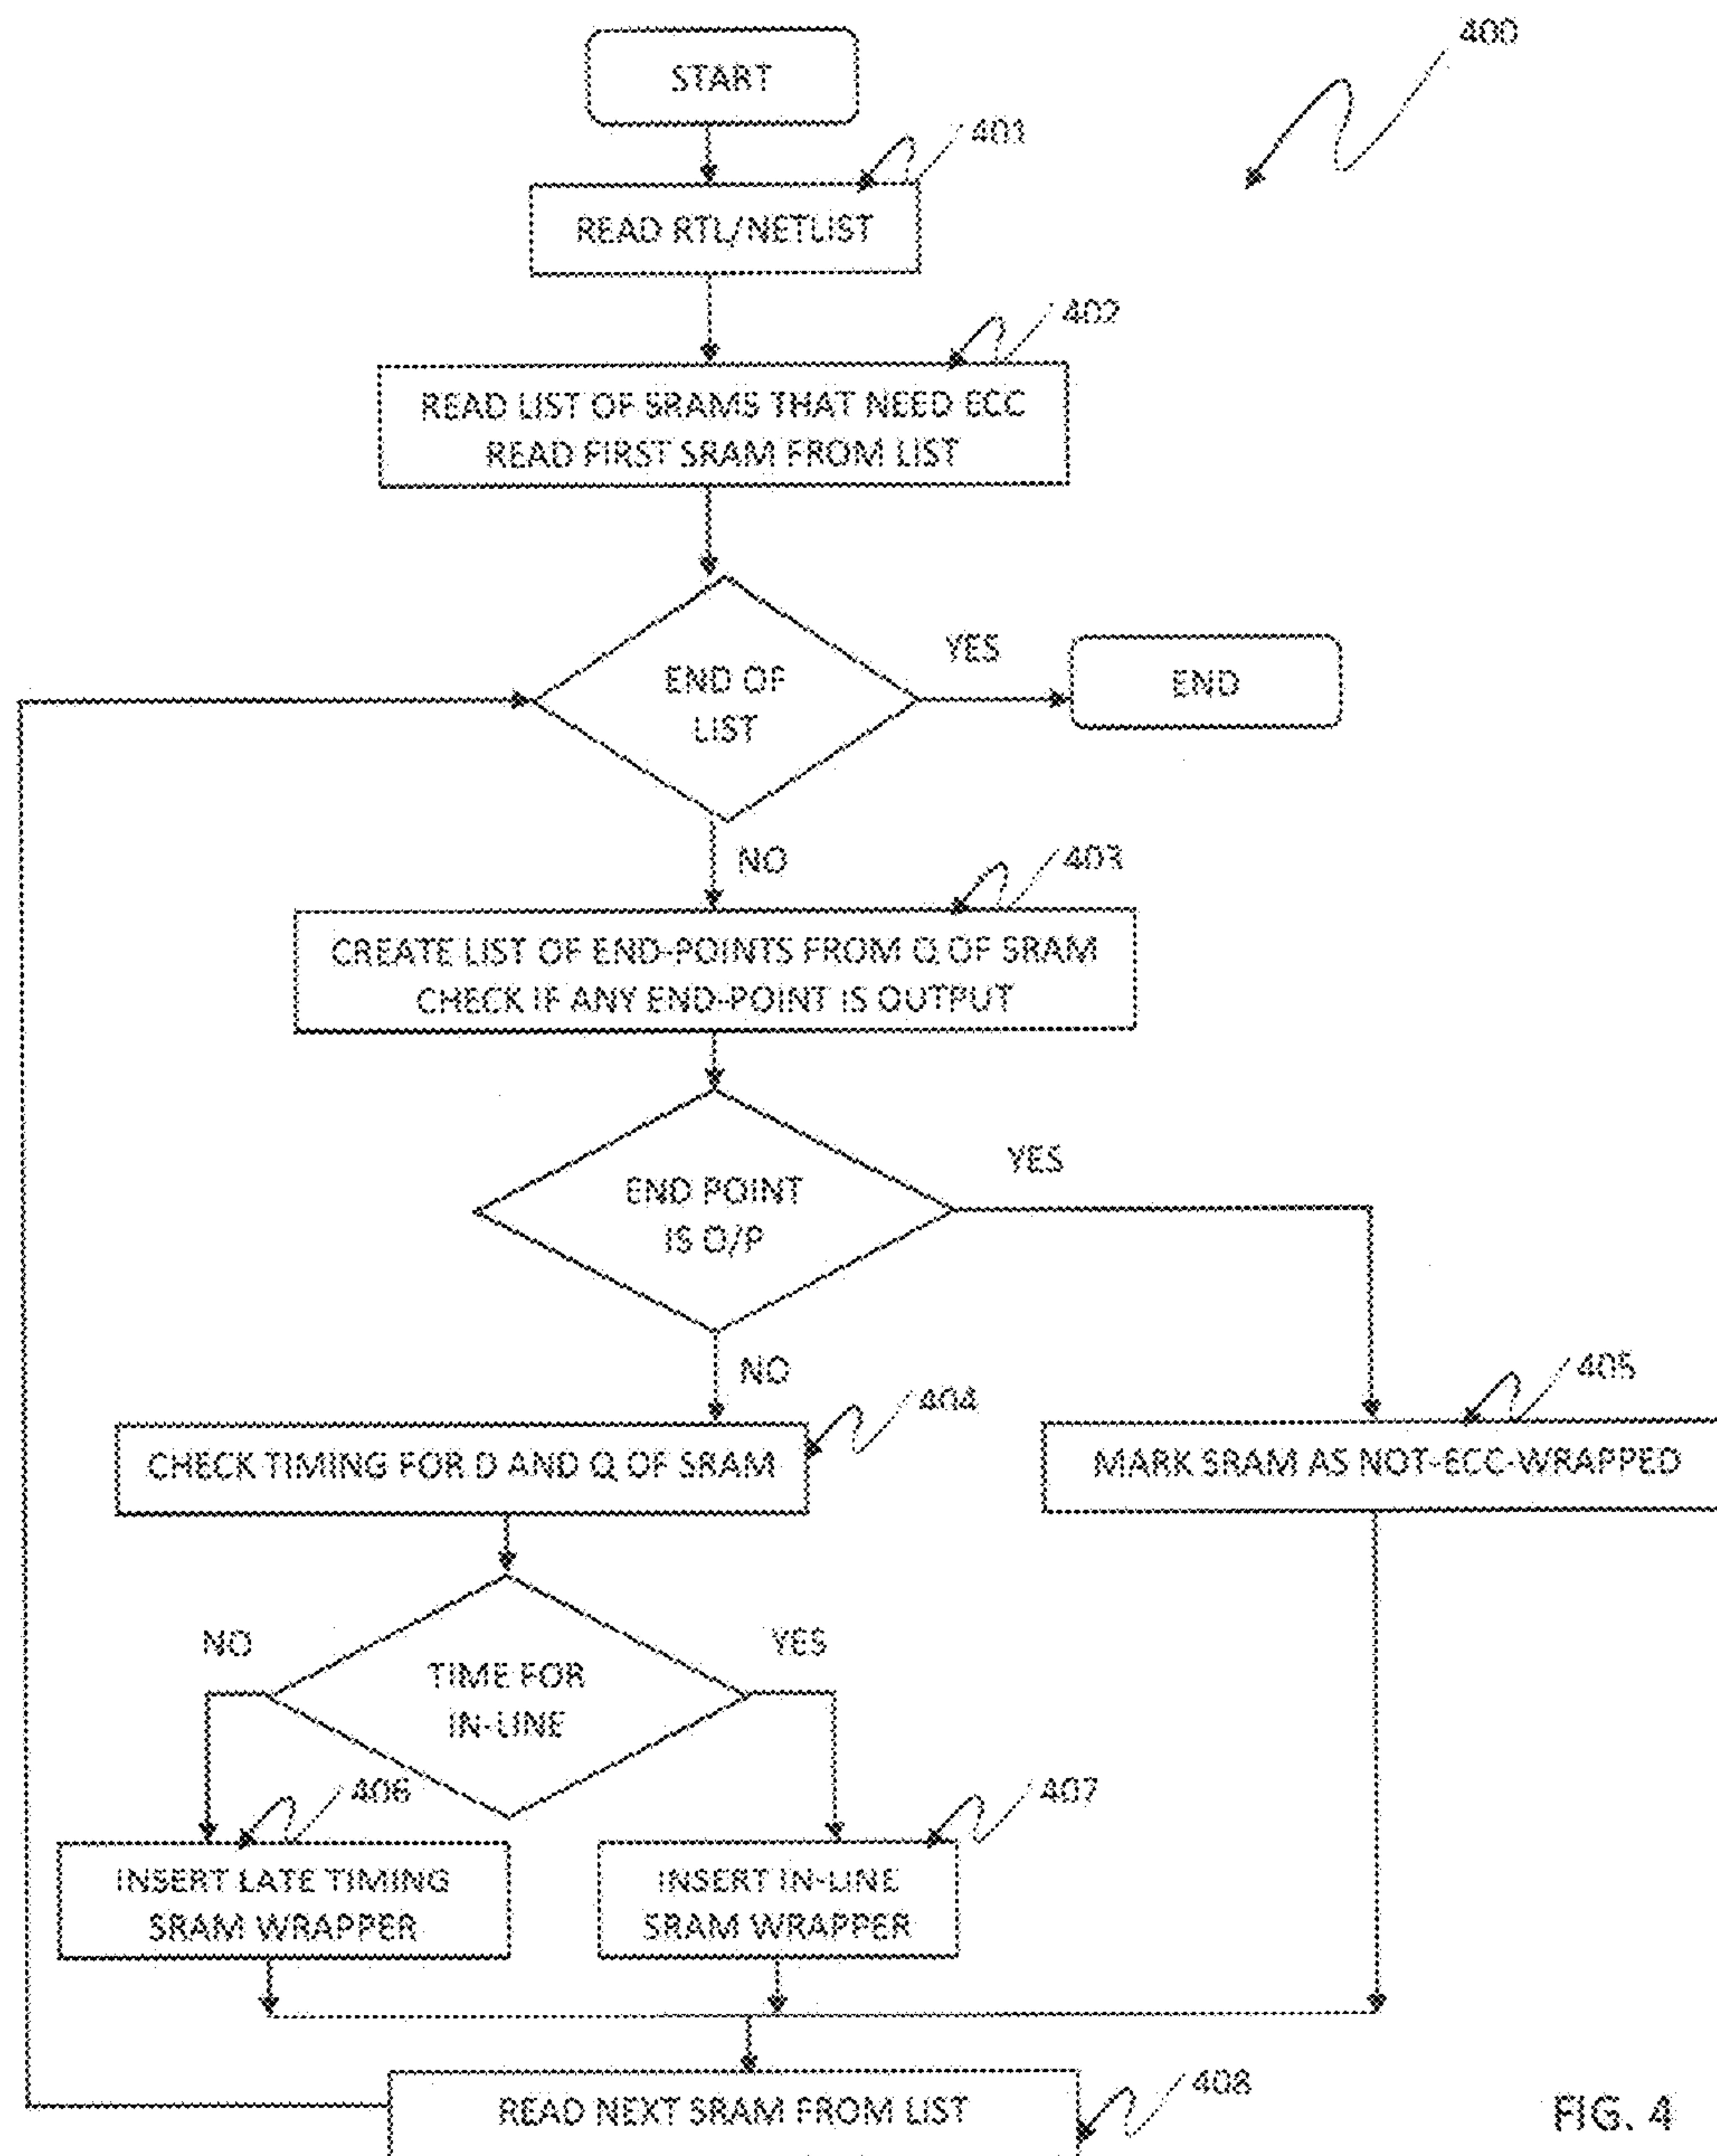 400
START
401
READ RTL/NETLIST
402
READ LIST OF SRAMS THAT NEED ECC
READ FIRST SRAM FROM LIST
END OF
LIST
YES
END
NO
403
CREATE LIST OF END-POINTS FROM Q OF SRAM
CHECK IF ANY END-POINT IS OUTPUT
END POINT
IS O/P
YES
NO
404
405
CHECK TIMING FOR D AND Q OF SRAM
MARK SRAM AS NOT-ECC-WRAPPED
NO
YES
TIME FOR
IN-LINE
406
407
INSERT LATE TIMING
SRAM WRAPPER
INSERT IN-LINE
SRAM WRAPPER
408
READ NEXT SRAM FROM LIST
FIG. 4